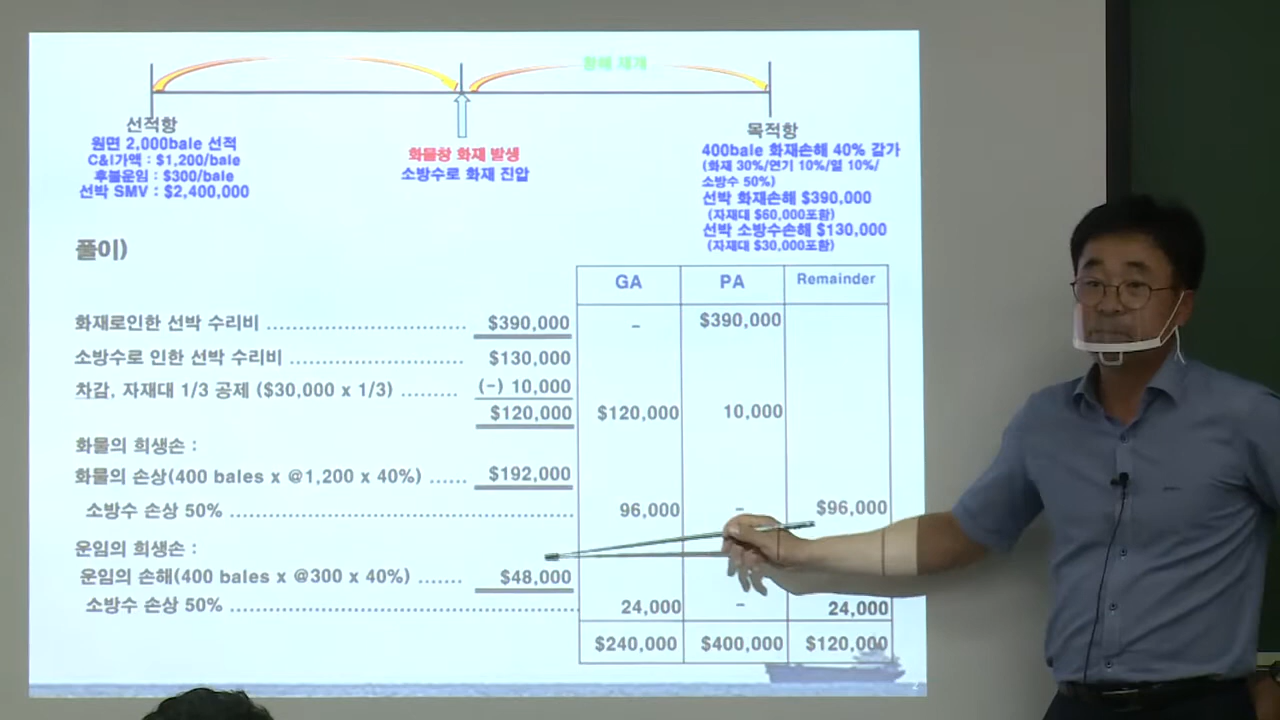 항해 재개
선적항
원면 2,000bale 선적
C&I가액 : $1,200/bale
후불운임 : $300/bale
선박 SMV : $2,400,000
화물창 화재 발생
소방수로 화재 진압
목적항
400bale 화재손해 40% 감가
(화재 30%/연기 10%/열 10%/
소방수 50%)
선박 화재손해 $390,000
(자재대 $60,000포함)
선박 소방수손해 $130,000
(자재대 $30,000포함)
풀이)
GA PA Remainder
화재로인한 선박 수리비 .................................. $390,000 – $390,000
소방수로 인한 선박 수리비 .............................. $130,000
차감, 자재대 1/3 공제 ($30,000 x 1/3) ......... (-) 10,000
$120,000 $120,000 10,000
화물의 희생손 :
화물의 손상(400 bales x @1,200 x 40%) ...... $192,000
소방수 손상 50% ............................................................ 96,000 – $96,000
운임의 희생손 :
운임의 손해(400 bales x @300 x 40%) ....... $48,000
소방수 손상 50% ............................................................ 24,000 – 24,000
$240,000 $400,000 $120,000